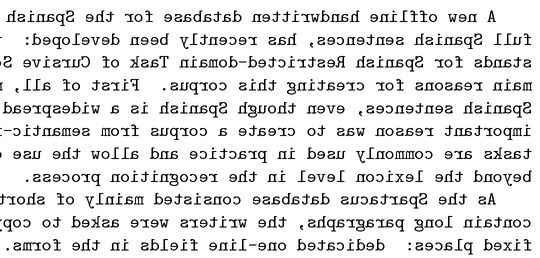 A new offline handwritten database for the Spanish
full Spanish sentences, has recently been developed:
stands for Spanish Restricted-domain Task of Cursive
main reasons for creating this corpus. First of all,
Spanish sentences, even though Spanish is a widespread
important reason was to create a corpus from semantic-
tasks are commonly used in practice and allow the use
beyond the lexicon level in the recognition process.
As the Spartacus database consisted mainly of short
contain long paragraphs, the writers were asked to copy
fixed places: dedicated one-line fields in the forms.